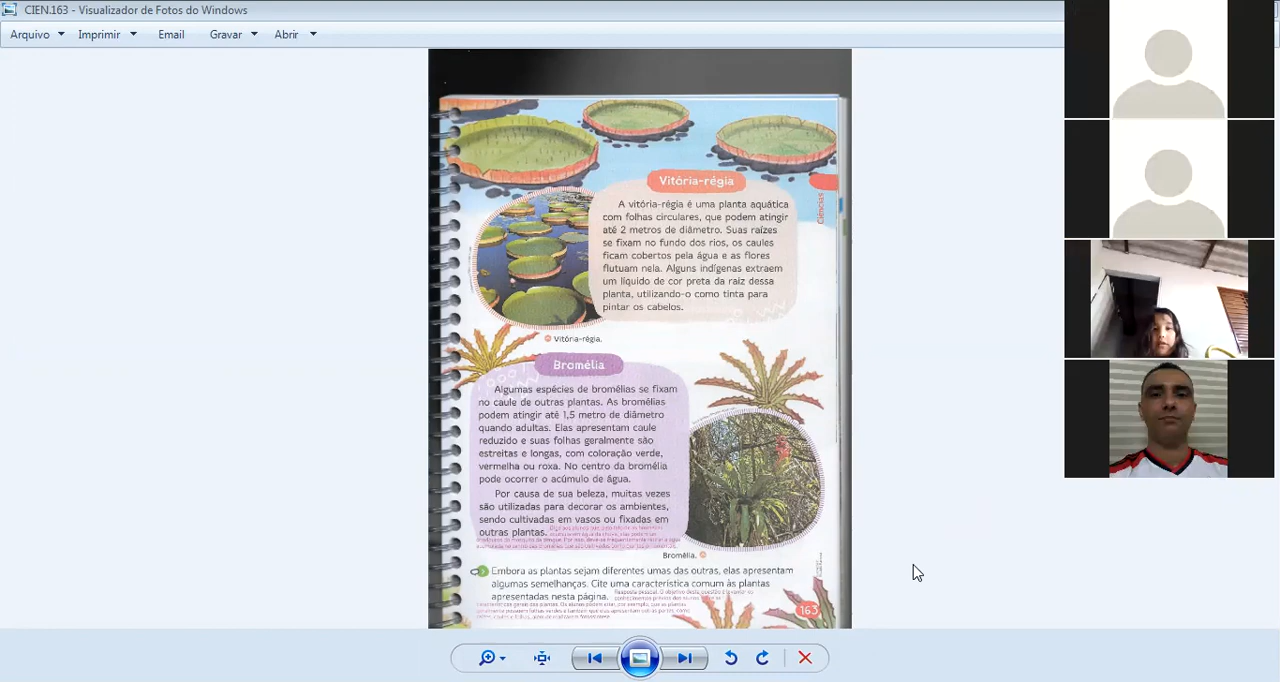 CIEN.163 - Visualizador de Fotos do Windows
Arquivo Imprimir Email Gravar Abrir
Vitória-régia
A vitória-régia é uma planta aquática
com folhas circulares, que podem atingir
até 2 metros de diâmetro. Suas raízes
se fixam no fundo dos rios, os caules
ficam cobertos pela água e as flores
flutuam nela. Alguns indígenas extraem
um líquido de cor preta da raiz dessa
planta, utilizando-o como tinta para
pintar os cabelos.
Ciências
Vitória-régia.
Bromélia
Algumas espécies de bromélias se fixam
no caule de outras plantas. As bromélias
podem atingir até 1,5 metro de diâmetro
quando adultas. Elas apresentam caule
reduzido e suas folhas geralmente são
estreitas e longas, com coloração verde,
vermelha ou roxa. No centro da bromélia
pode ocorrer o acúmulo de água.
Por causa de sua beleza, muitas vezes
são utilizadas para decorar os ambientes,
sendo cultivadas em vasos ou fixadas em
outras plantas.
Bromélia.
Embora as plantas sejam diferentes umas das outras, elas apresentam
algumas semelhanças. Cite uma característica comum às plantas
apresentadas nesta página.
163